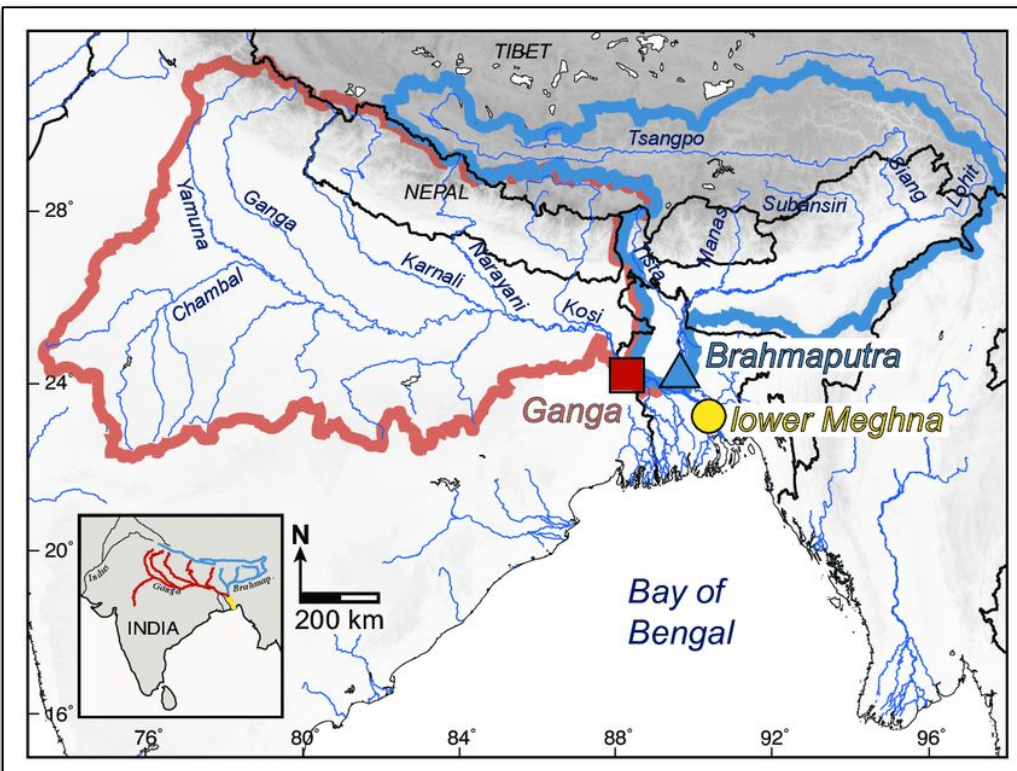 TIBET
Tsangpo
Siang
Lohit
28°
NEPAL
Yamuna
Ganga
Tista
Manas
Subansiri
Karnali
Narayani
Kosi
Chambal
24°
Brahmaputra
Ganga
lower Meghna
20°
N
200 km
Indus
Ganga
Brahmap.
INDIA
Bay of
Bengal
16°
76°
80°
84°
88°
92°
96°